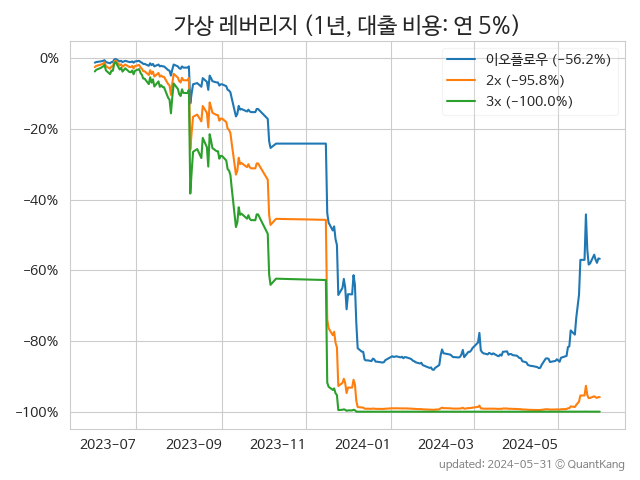 가상 레버리지 (1년, 대출 비용: 연 5%)
이오플로우 (−56.2%)
2x (−95.8%)
3x (−100.0%)
0%
−20%
−40%
−60%
−80%
−100%
2023-07
2023-09
2023-11
2024-01
2024-03
2024-05
updated: 2024-05-31 © QuantKang